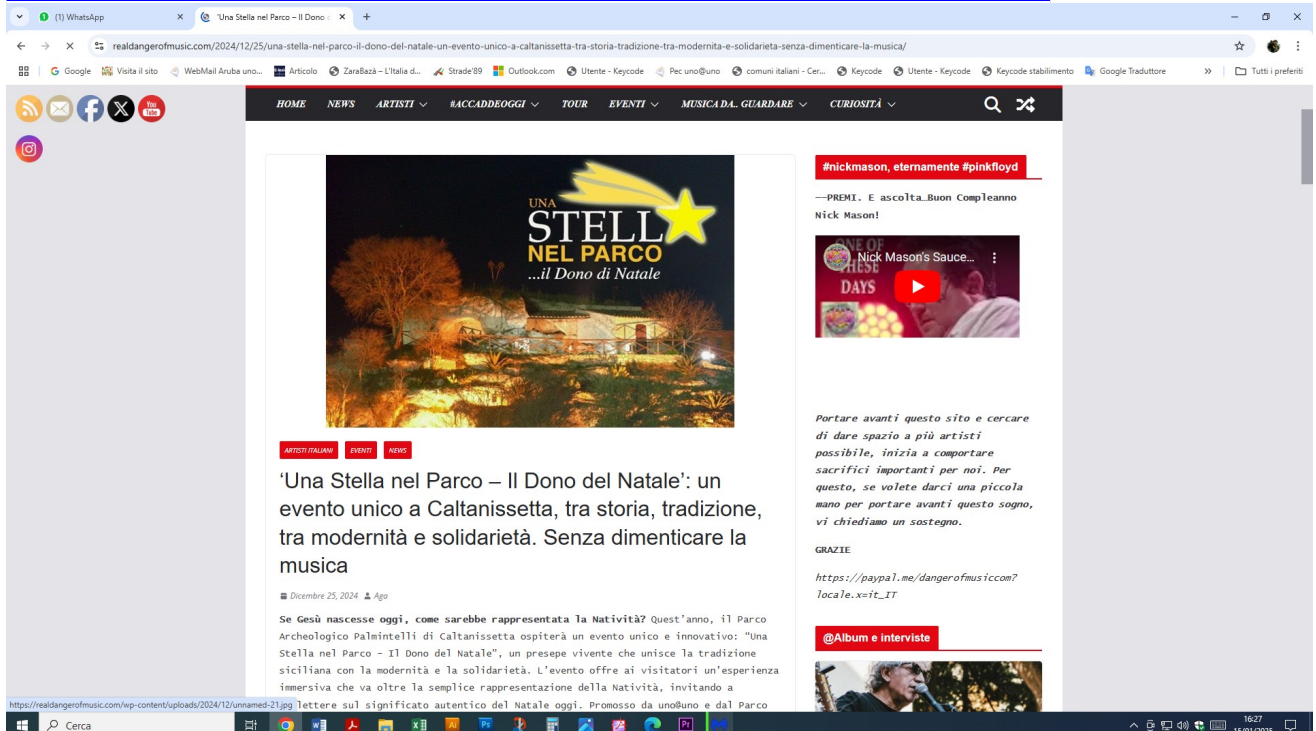 (1) WhatsApp
'Una Stella nel Parco – Il Dono d
realdangerofmusic.com/2024/12/25/una-stella-nel-parco-il-dono-del-natale-un-evento-unico-a-caltanissetta-tra-storia-tradizione-tra-modernita-e-solidarieta-senza-dimenticare-la-musica/
Google
Visita il sito
WebMail Aruba uno...
Articolo
ZaraBazà – L'Italia d...
Strade'89
Outlook.com
Utente - Keycode
Pec uno@uno
comuni italiani - Cer...
Keycode
Utente - Keycode
Keycode stabilimento
Google Traduttore
»
Tutti i preferiti
HOME NEWS ARTISTI #ACCADDEOGGI TOUR EVENTI MUSICA DA.. GUARDARE CURIOSITÀ
You
Tube
UNA
STELL
NEL PARCO
...il Dono di Natale
ARTISTI ITALIANI EVENTI NEWS
'Una Stella nel Parco – Il Dono del Natale': un
evento unico a Caltanissetta, tra storia, tradizione,
tra modernità e solidarietà. Senza dimenticare la
musica
Dicembre 25, 2024 Ago
Se Gesù nascesse oggi, come sarebbe rappresentata la Natività? Quest'anno, il Parco
Archeologico Palmintelli di Caltanissetta ospiterà un evento unico e innovativo: "Una
Stella nel Parco – Il Dono del Natale", un presepe vivente che unisce la tradizione
siciliana con la modernità e la solidarietà. L'evento offre ai visitatori un'esperienza
immersiva che va oltre la semplice rappresentazione della Natività, invitando a
lettere sul significato autentico del Natale oggi. Promosso da uno@uno e dal Parco
#nickmason, eternamente #pinkfloyd
––PREMI. E ascolta_Buon Compleanno
Nick Mason!
Nick Mason's Sauce...
ONE OF
THESE
DAYS
Portare avanti questo sito e cercare
di dare spazio a più artisti
possibile, inizia a comportare
sacrifici importanti per noi. Per
questo, se volete darci una piccola
mano per portare avanti questo sogno,
vi chiediamo un sostegno.
GRAZIE
https://paypal.me/dangerofmusiccom?
locale.x=it_IT
@Album e interviste
https://realdangerofmusic.com/wp-content/uploads/2024/12/unnamed-21.jpg
Cerca
16:27
15/01/2025